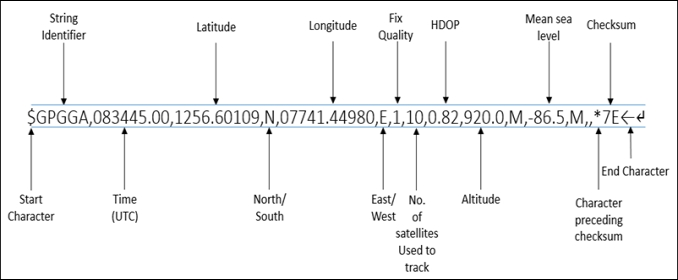 String
Identifier
Latitude
Longitude
Fix
Quality
HDOP
Mean sea
level
Checksum
$GPGGA,083445.00,1256.60109,N,07741.44980,E,1,10,0.82,920.0,M,-86.5,M,,*7E←↲
Start
Character
Time
(UTC)
North/
South
East/
West
No.
of
satellites
Used to
track
Altitude
Character
preceding
checksum
End Character